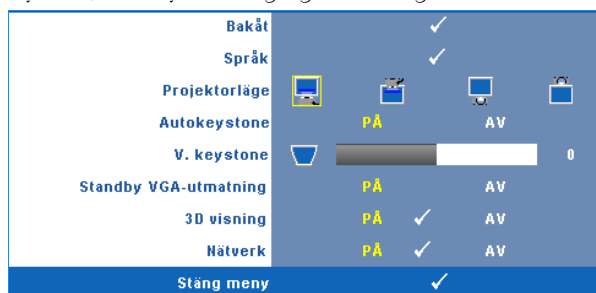 Bakåt
Språk
Projektorläge
Autokeystone PÅ AV
V. keystone 0
Standby VGA-utmatning PÅ AV
3D visning PÅ AV
Nätverk PÅ AV
Stäng meny